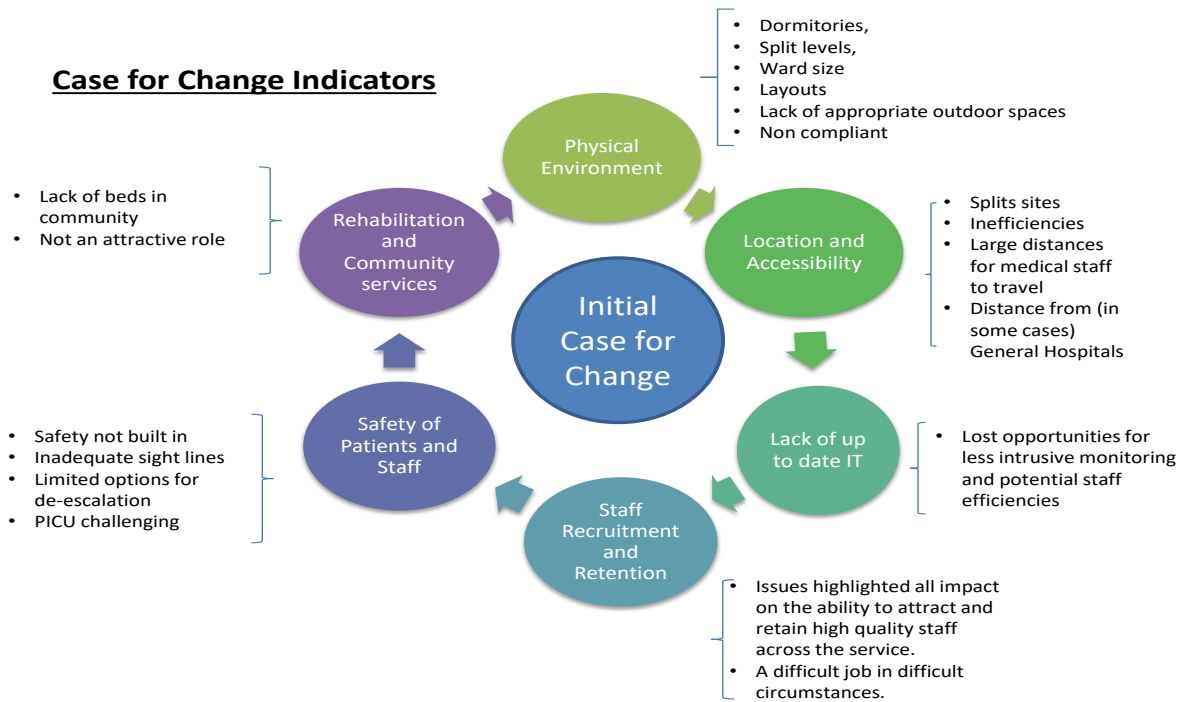 Case for Change Indicators
• Dormitories,
• Split levels,
• Ward size
• Layouts
• Lack of appropriate outdoor spaces
• Non compliant
Physical
Environment
• Splits sites
• Inefficiencies
• Large distances
for medical staff
to travel
• Distance from (in
some cases)
General Hospitals
Location and
Accessibility
• Lost opportunities for
less intrusive monitoring
and potential staff
efficiencies
Lack of up
to date IT
• Issues highlighted all impact
on the ability to attract and
retain high quality staff
across the service.
• A difficult job in difficult
circumstances.
Staff
Recruitment
and
Retention
• Safety not built in
• Inadequate sight lines
• Limited options for
de-escalation
• PICU challenging
Safety of
Patients and
Staff
• Lack of beds in
community
• Not an attractive role
Rehabilitation
and
Community
services
Initial
Case for
Change